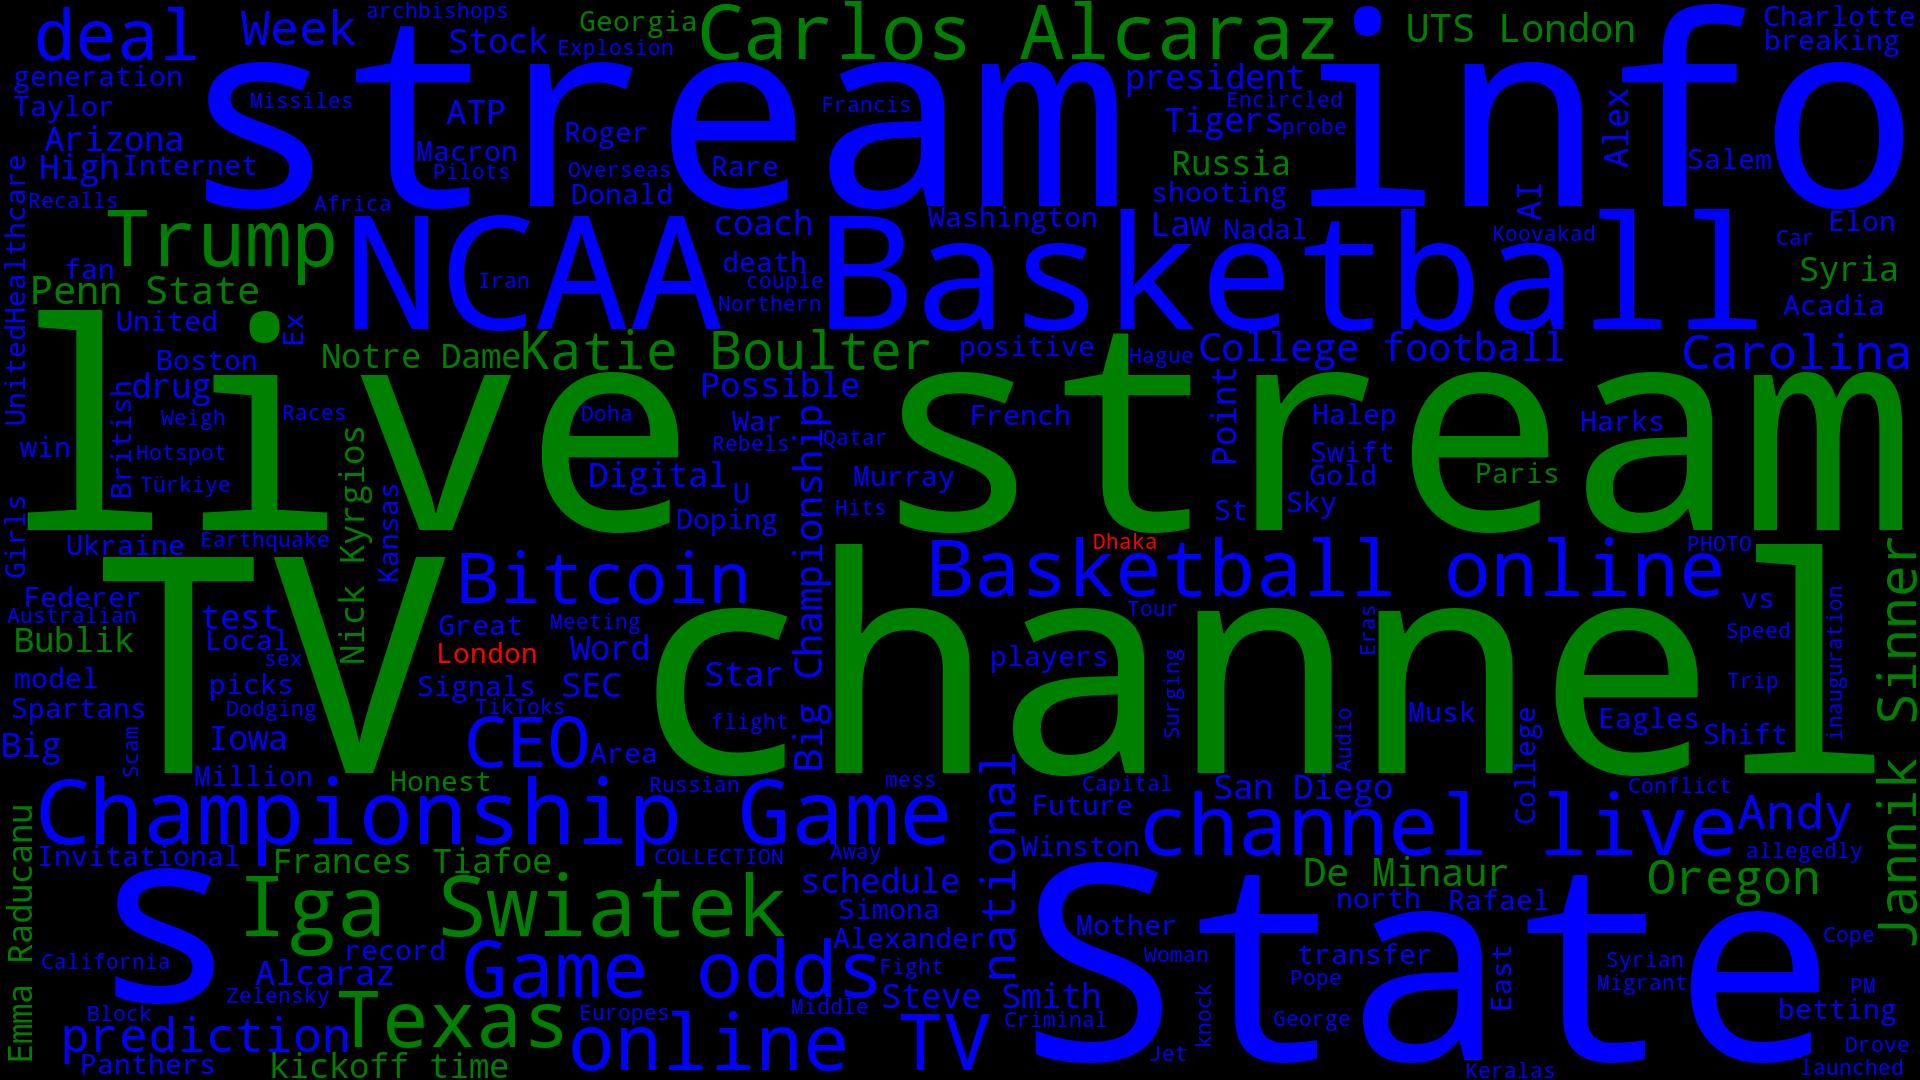 archbishops
Georgia
Carlos Alcaraz
UTS London
Charlotte
deal
Week
Stock
Explosion
breaking
stream info
generation
Missiles
ATP
Francis
president
Encircled
Alex
Taylor
Roger
Tigers
probe
Arizona
Macron
Pilots
Overseas
Rare
Russia
Salem
High
Internet
Donald
shooting
AI
Recalls
Africa
UnitedHealthcare
Trump
NCAA Basketball
coach
Washington
Law
Nadal
Koovakad
Car
Elon
fan
Iran
death
couple
Northern
Syria
Penn State
Acadia
United
Ex
live stream
Notre Dame
Katie Boulter
positive
Hague
College football
Carolina
Boston
drug
British
Possible
Weigh
Races
Doha
War
Championship
French
Point
Halep
Harks
win
Hotspot
Rebels
Qatar
Swift
Türkiye
Nick Kyrgios
Digital
Murray
Gold
Paris
Girls
Kansas
U
Hits
St
Sky
Doping
Ukraine
Earthquake
Dhaka
PHOTO
TV channel
Bitcoin
Big Championship
Basketball online
Jannik Sinner
Federer
Australian
test
Great
Meeting
Tour
Eras
vs
inauguration
Bublik
Local
sex
London
Word
players
Speed
model
picks
Signals
SEC
Star
Surging
Trip
Spartans
Dodging
TikToks
flight
Audio
Musk
College
Eagles
Big
Scam
Iowa
CEO
Area
Shift
Million
Honest
Russian
mess
national
Capital
San Diego
Conflict
Championship Game
Future
channel live
Andy
Emma Raducanu
Invitational
Frances Tiafoe
COLLECTION
Away
Winston
allegedly
s
Iga Swiatek
schedule
State
De Minaur
Oregon
Simona
north
Rafael
record
Alexander
Mother
Cope
California
Alcaraz
Game odds
Fight
Woman
transfer
East
Syrian
Zelensky
Steve Smith
knock
Pope
Migrant
PM
Block
Texas
Europes
Middle
Criminal
George
betting
prediction
online TV
Drove
Panthers
kickoff time
Jet
Keralas
launched